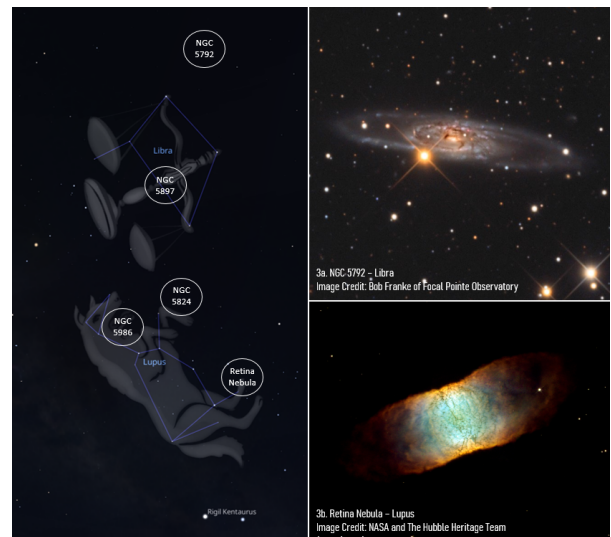 NGC
5792
Libra
NGC
5897
NGC
5824
NGC
5986
Lupus
Retina
Nebula
Rigil Kentaurus
3a. NGC 5792 – Libra
Image Credit: Bob Franke of Focal Pointe Observatory
3b. Retina Nebula – Lupus
Image Credit: NASA and The Hubble Heritage Team